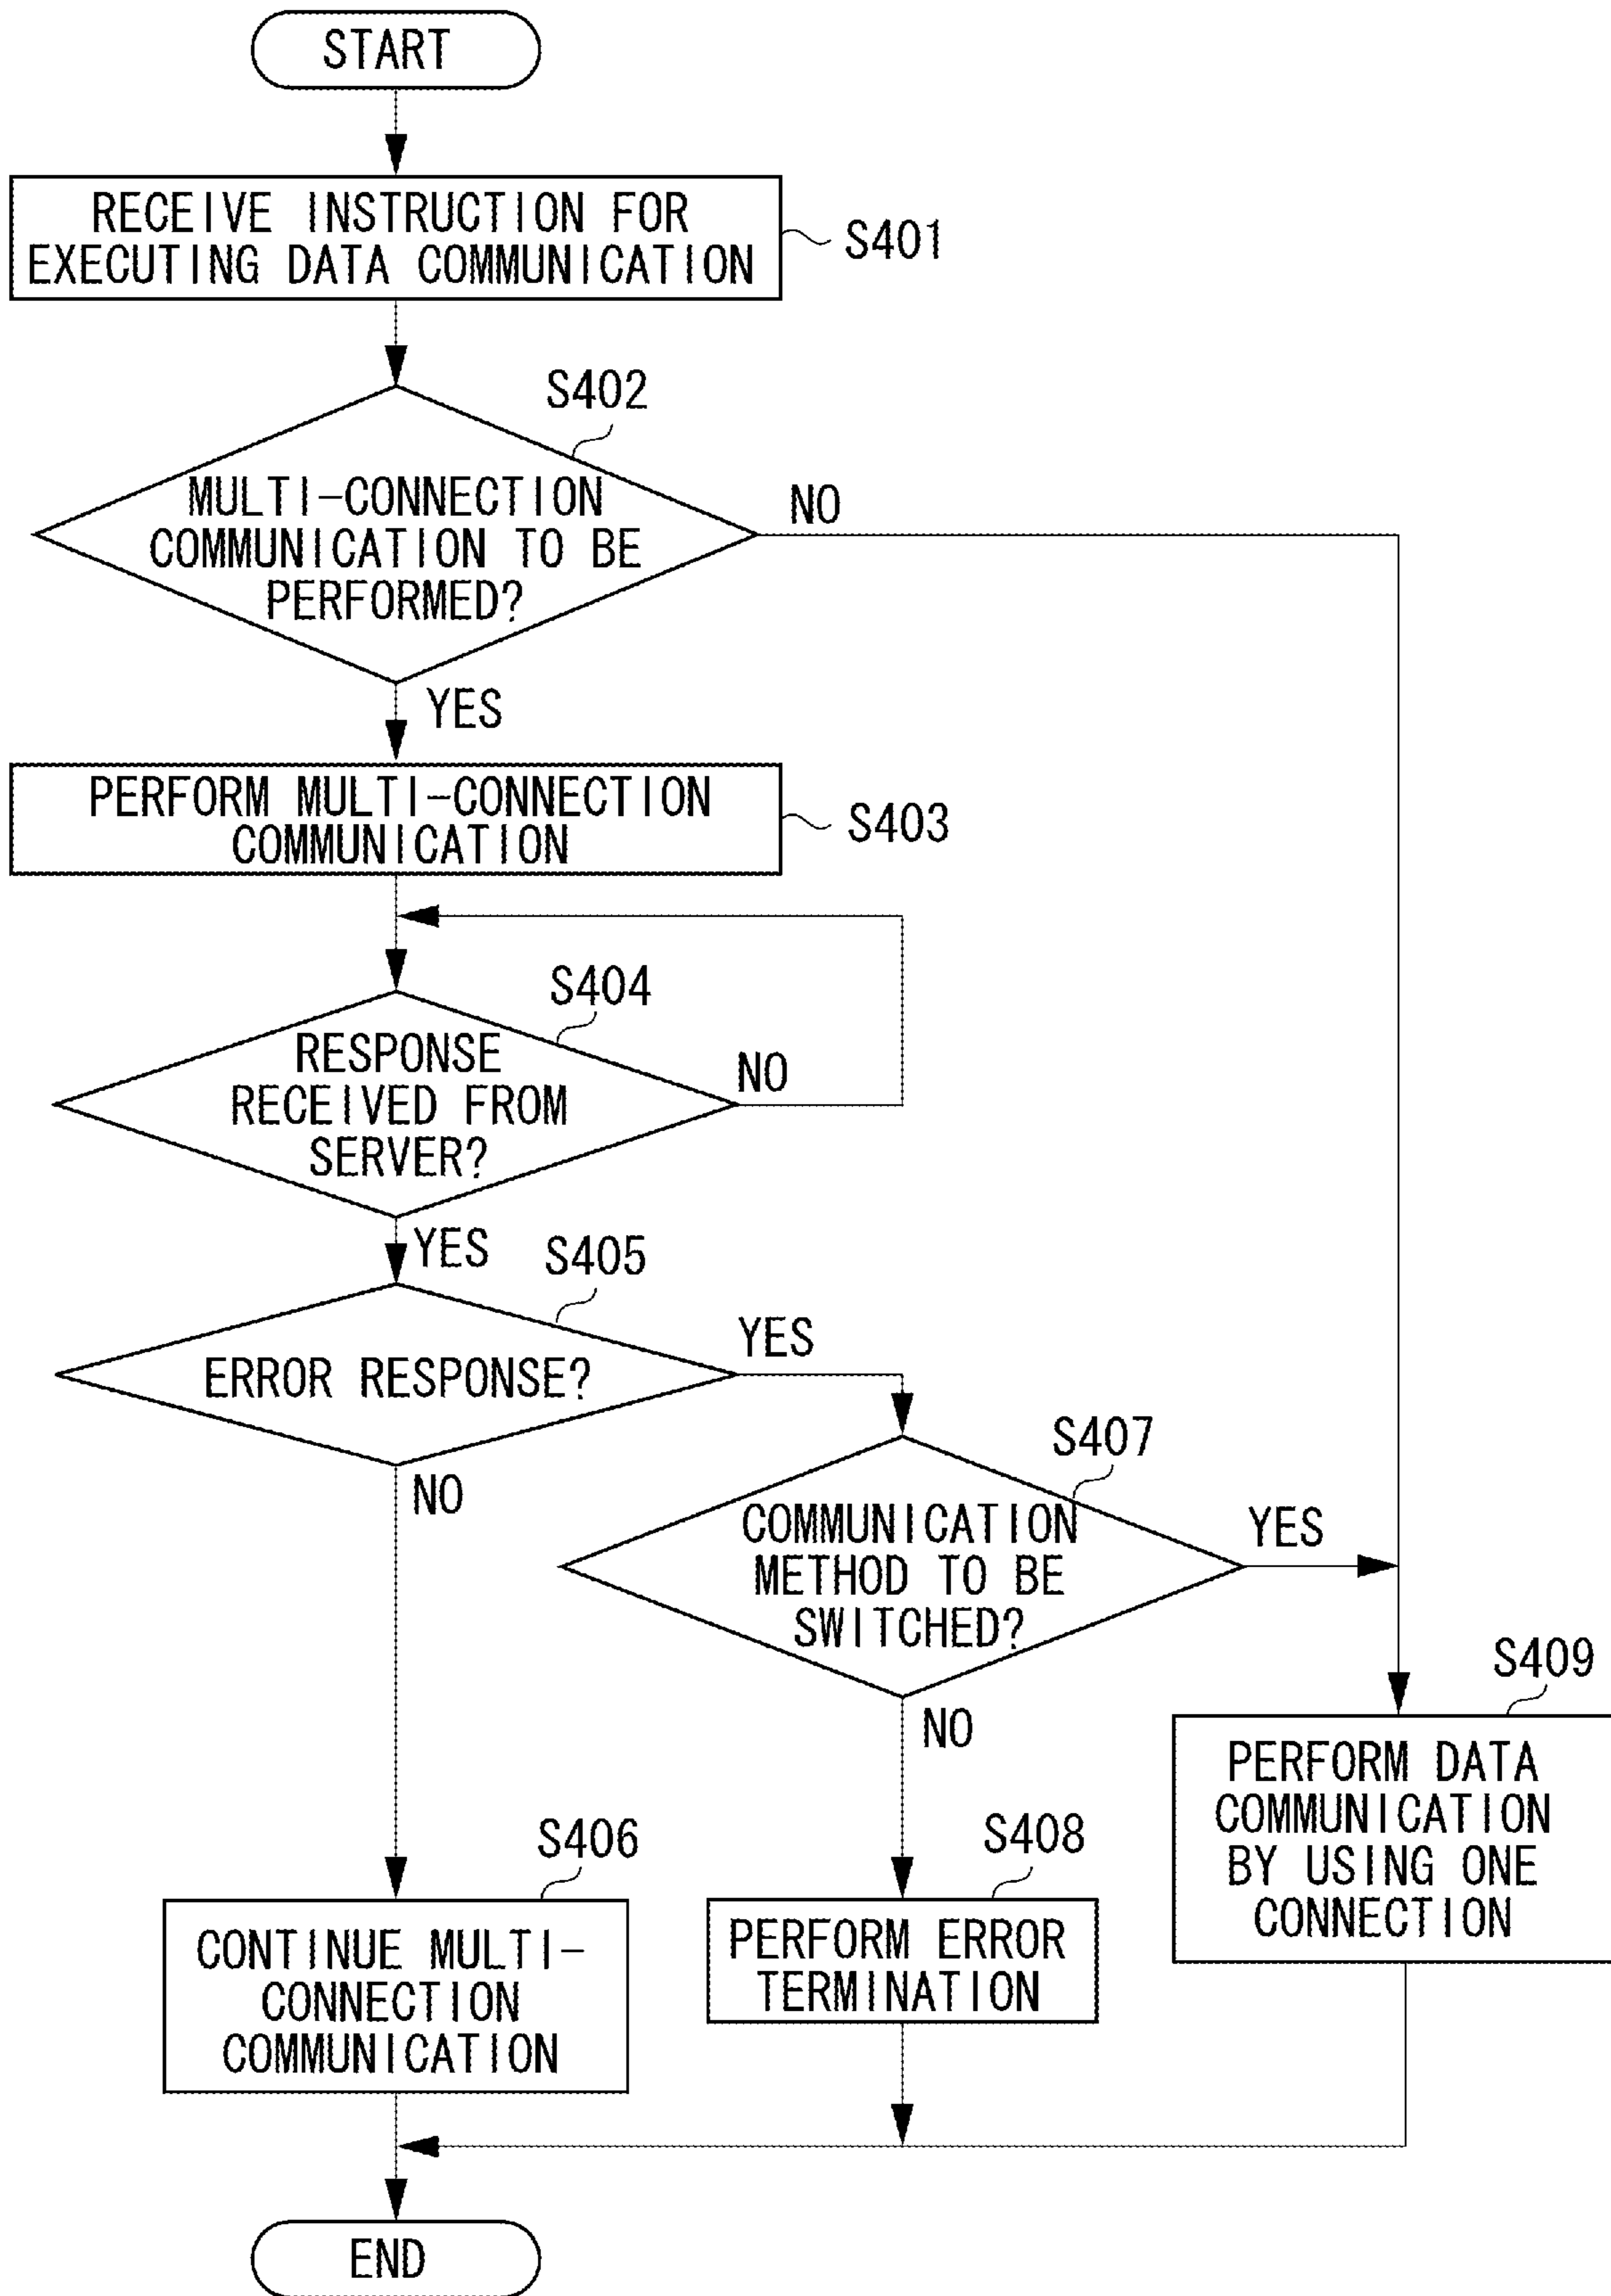 START
RECEIVE INSTRUCTION FOR
EXECUTING DATA COMMUNICATION
S401
S402
MULTI-CONNECTION
COMMUNICATION TO BE
PERFORMED?
NO
YES
PERFORM MULTI-CONNECTION
COMMUNICATION
S403
S404
RESPONSE
RECEIVED FROM
SERVER?
NO
YES
S405
ERROR RESPONSE?
YES
NO
S407
COMMUNICATION
METHOD TO BE
SWITCHED?
YES
NO
S409
PERFORM DATA
COMMUNICATION
BY USING ONE
CONNECTION
S406
CONTINUE MULTI-
CONNECTION
COMMUNICATION
S408
PERFORM ERROR
TERMINATION
END